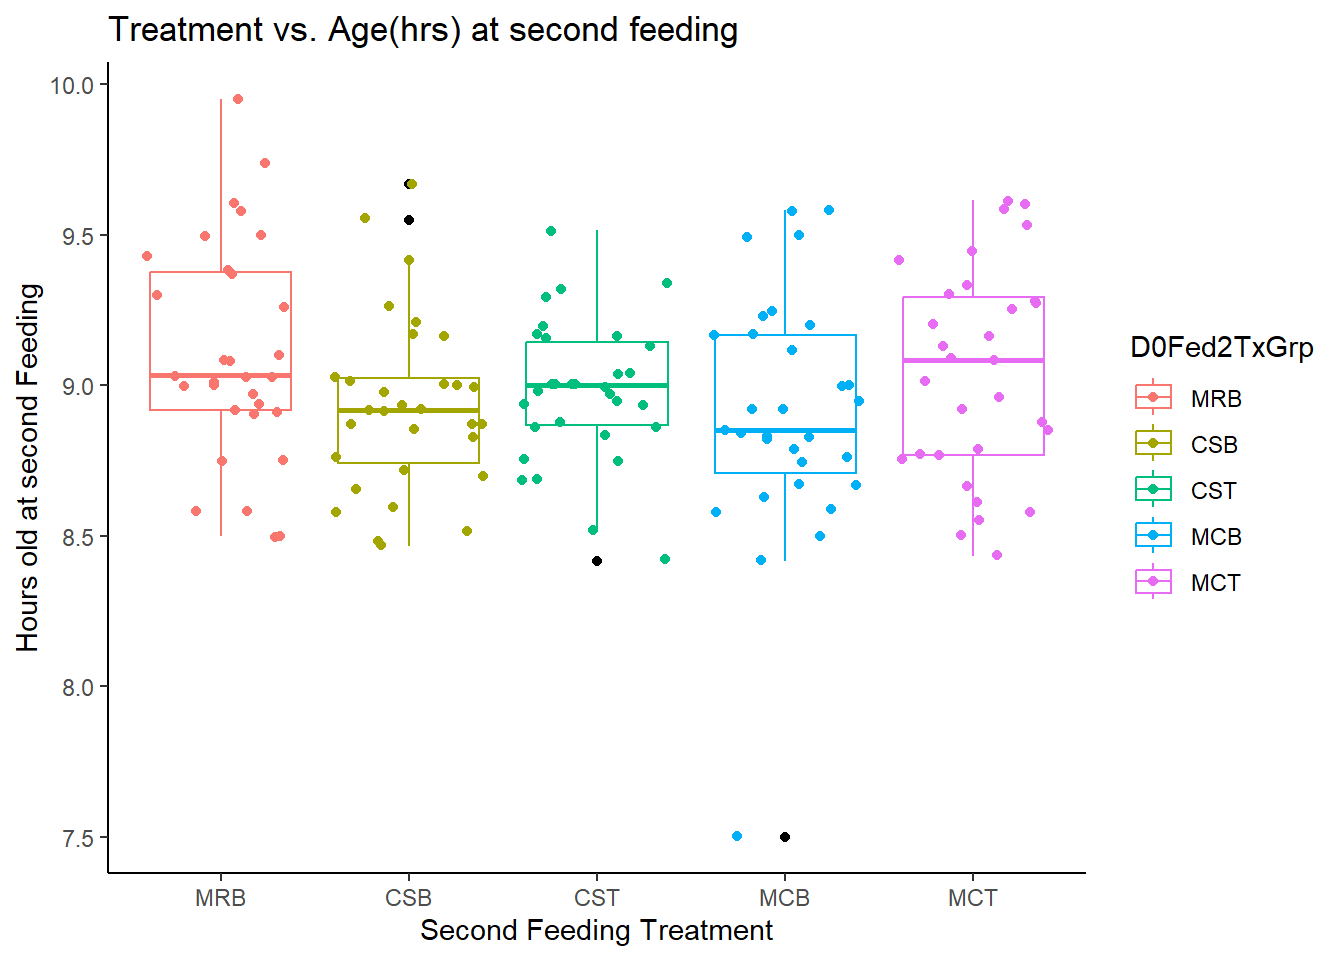 Treatment vs. Age(hrs) at second feeding
10.0
9.5
9.0
8.5
8.0
7.5
Hours old at second Feeding
MRB CSB CST MCB MCT
Second Feeding Treatment
D0Fed2TxGrp
MRB
CSB
CST
MCB
MCT